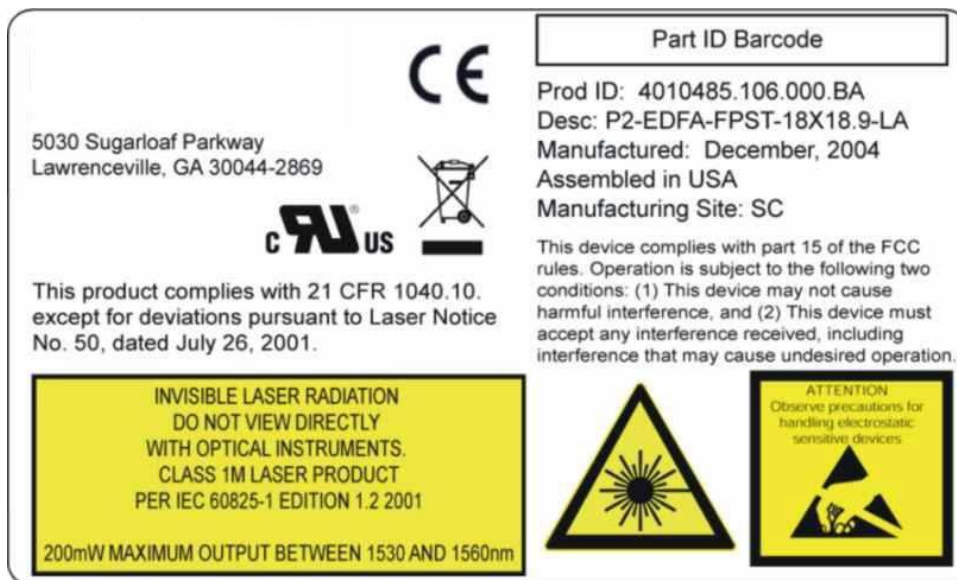 CE
5030 Sugarloaf Parkway
Lawrenceville, GA 30044-2869
C RU® US
This product complies with 21 CFR 1040.10.
except for deviations pursuant to Laser Notice
No. 50, dated July 26, 2001.
INVISIBLE LASER RADIATION
DO NOT VIEW DIRECTLY
WITH OPTICAL INSTRUMENTS.
CLASS 1M LASER PRODUCT
PER IEC 60825-1 EDITION 1.2 2001
200mW MAXIMUM OUTPUT BETWEEN 1530 AND 1560nm
Part ID Barcode
Prod ID: 4010485.106.000.BA
Desc: P2-EDFA-FPST-18X18.9-LA
Manufactured: December, 2004
Assembled in USA
Manufacturing Site: SC
This device complies with part 15 of the FCC
rules. Operation is subject to the following two
conditions: (1) This device may not cause
harmful interference, and (2) This device must
accept any interference received, including
interference that may cause undesired operation.
ATTENTION
Observe precautions for
handling electrostatic
sensitive devices